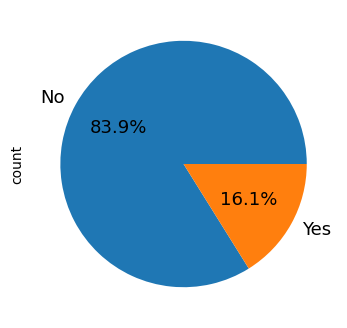 No
83.9%
count
16.1%
Yes